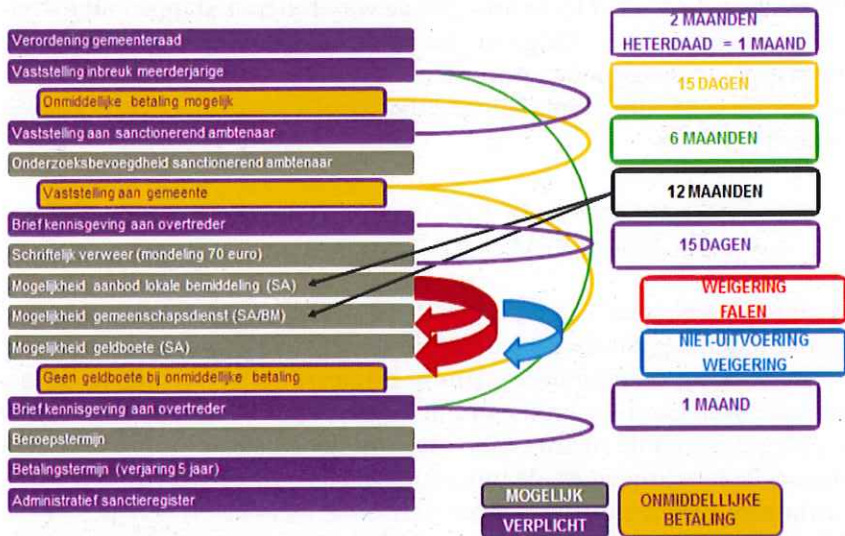 Verordening gemeenteraad
Vaststelling inbreuk meerderjarige
Onmiddellijke betaling mogelijk
Vaststelling aan sanctionerend ambtenaar
Onderzoeksbevoegdheid sanctionerend ambtenaar
Vaststelling aan gemeente
Brief kennisgeving aan overtreder
Schriftelijk verweer (mondeling 70 euro)
Mogelijkheid aanbod lokale bemiddeling (SA)
Mogelijkheid gemeenschapsdienst (SA/BM)
Mogelijkheid geldboete (SA)
Geen geldboete bij onmiddellijke betaling
Brief kennisgeving aan overtreder
Beroepstermijn
Betalingstermijn (verjaring 5 jaar)
Administratief sanctieregister
2 MAANDEN
HETERDAAD = 1 MAAND
15 DAGEN
6 MAANDEN
12 MAANDEN
15 DAGEN
WEIGERING
FALEN
NIET-UITVOERING
WEIGERING
1 MAAND
MOGELIJK
VERPLICHT
ONMIDDELLIJKE
BETALING